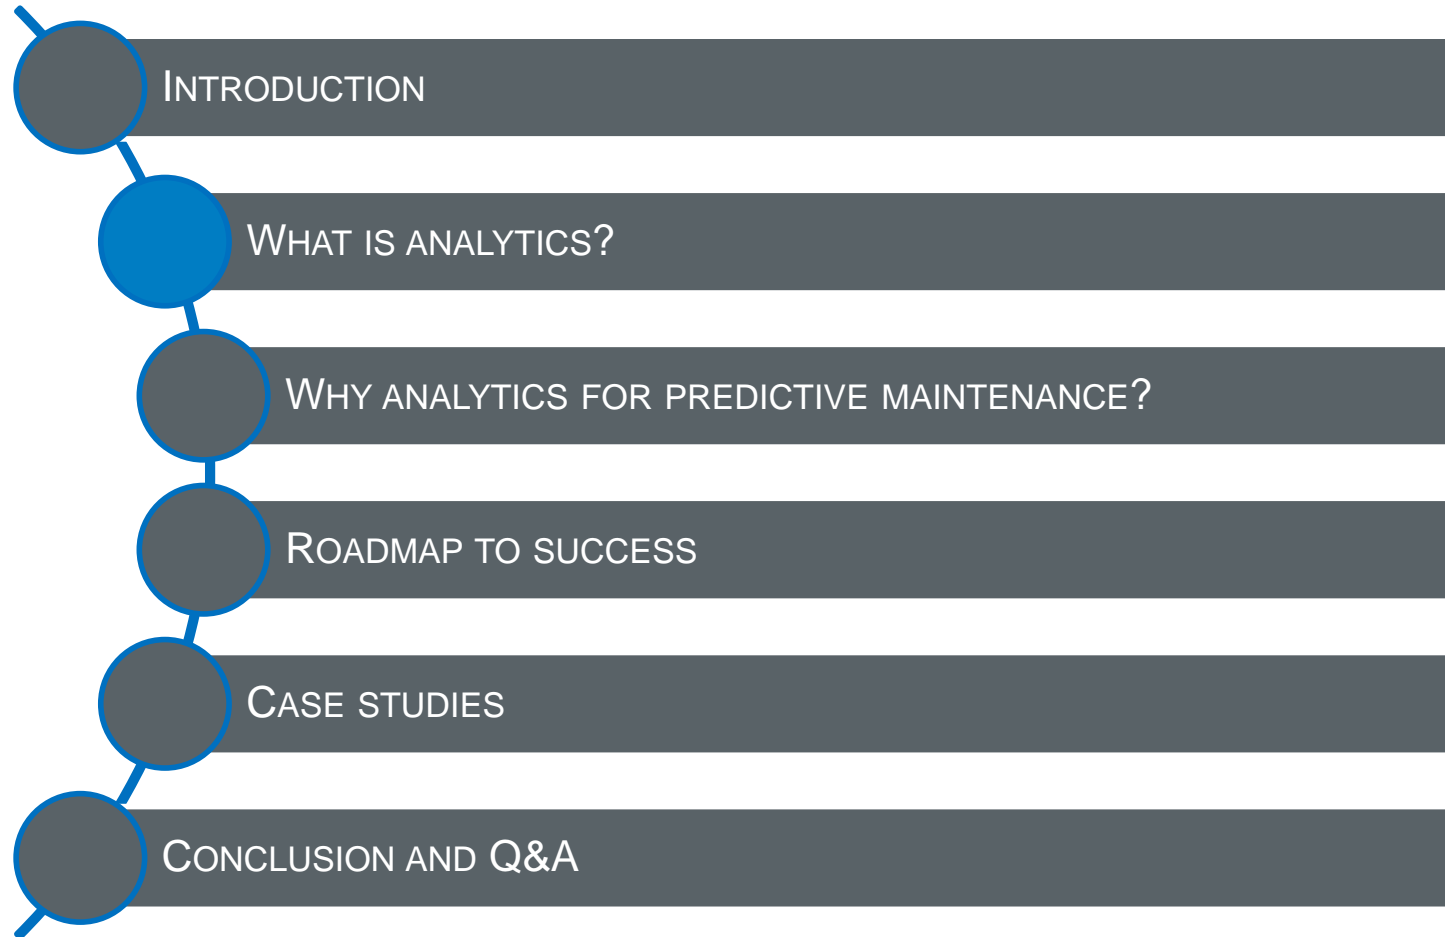 INTRODUCTION
WHAT IS ANALYTICS?
WHY ANALYTICS FOR PREDICTIVE MAINTENANCE?
ROADMAP TO SUCCESS
CASE STUDIES
CONCLUSION AND Q&A